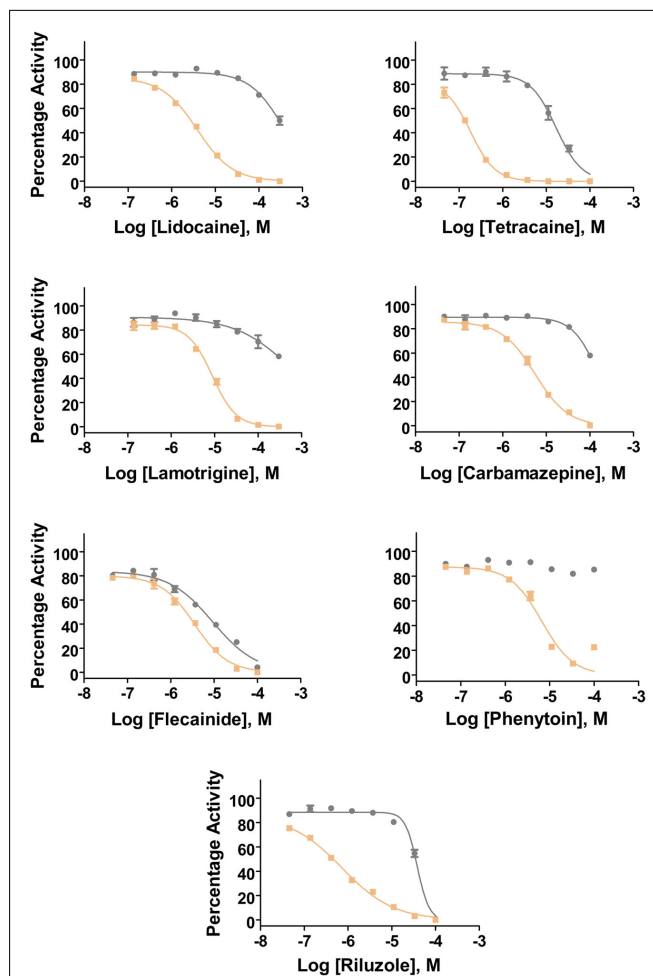 Percentage Activity
100
80
60
40
20
0
-8 -7 -6 -5 -4 -3
Log [Lidocaine], M
Percentage Activity
100
80
60
40
20
0
-8 -7 -6 -5 -4 -3
Log [Tetracaine], M
Percentage Activity
100
80
60
40
20
0
-8 -7 -6 -5 -4 -3
Log [Lamotrigine], M
Percentage Activity
100
80
60
40
20
0
-8 -7 -6 -5 -4 -3
Log [Carbamazepine], M
Percentage Activity
100
80
60
40
20
0
-8 -7 -6 -5 -4 -3
Log [Flecainide], M
Percentage Activity
100
80
60
40
20
0
-8 -7 -6 -5 -4 -3
Log [Phenytoin], M
Percentage Activity
100
80
60
40
20
0
-8 -7 -6 -5 -4 -3
Log [Riluzole], M